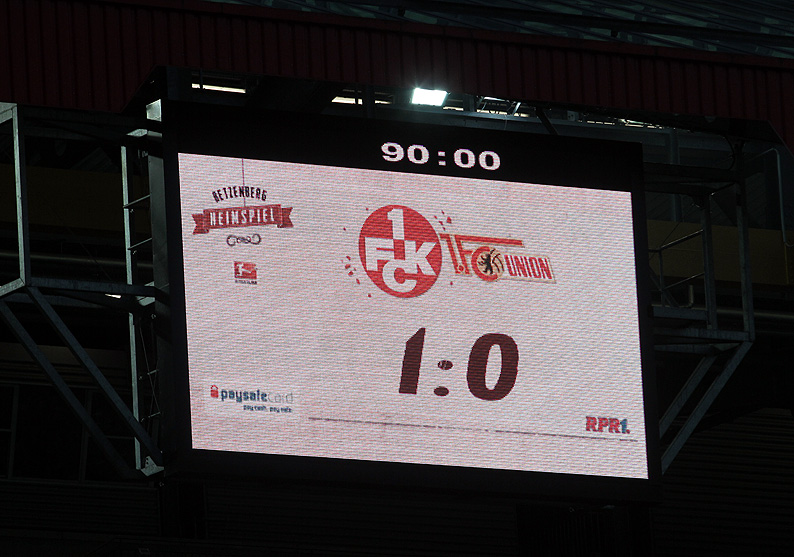 90:00
BETZENBERG
HEIMSPIEL
1
FCK
1.FC UNION
1:0
paysafecard
pay cash. pay safe.
RPR1.